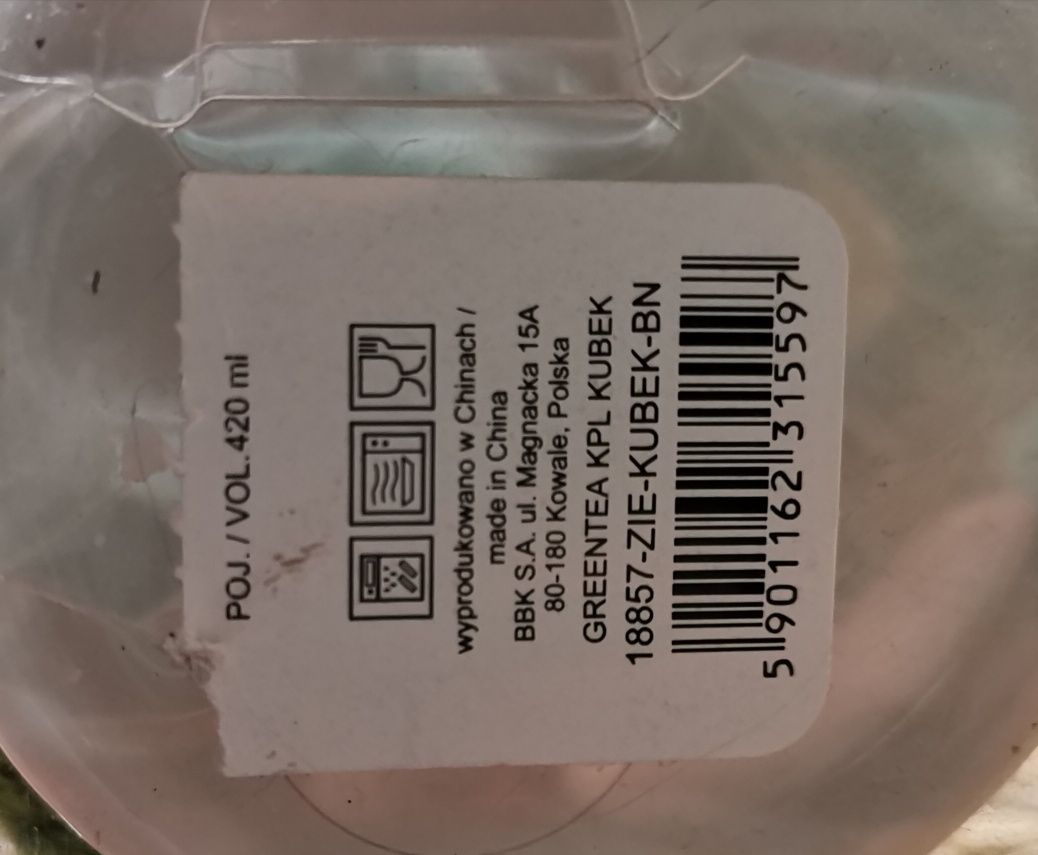 POJ. / VOL. 420 ml
wyprodukowano w Chinach /
made in China
BBK S.A. ul. Magnacka 15A
80-180 Kowale, Polska
GREENTEA KPL KUBEK
18857-ZIE-KUBEK-BN
5 901162 315597